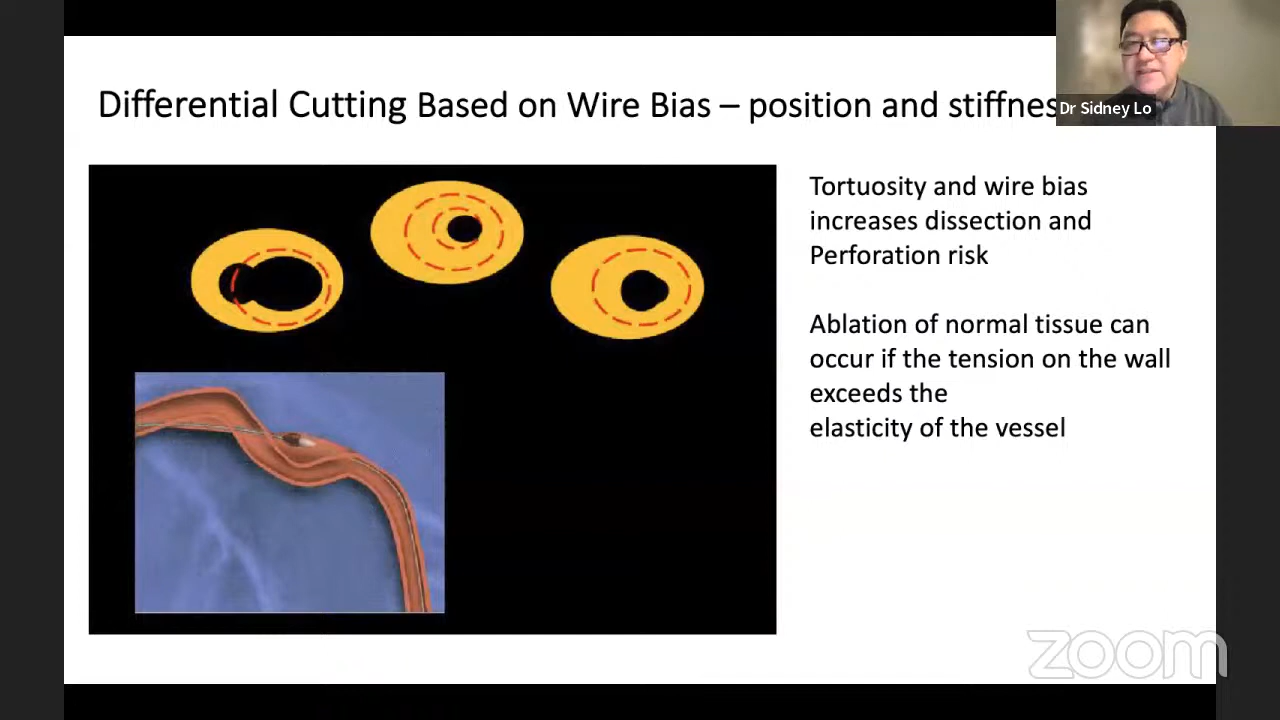 Differential Cutting Based on Wire Bias – position and stiffnes
Dr Sidney Lo
Tortuosity and wire bias
increases dissection and
Perforation risk
Ablation of normal tissue can
occur if the tension on the wall
exceeds the
elasticity of the vessel
zoom